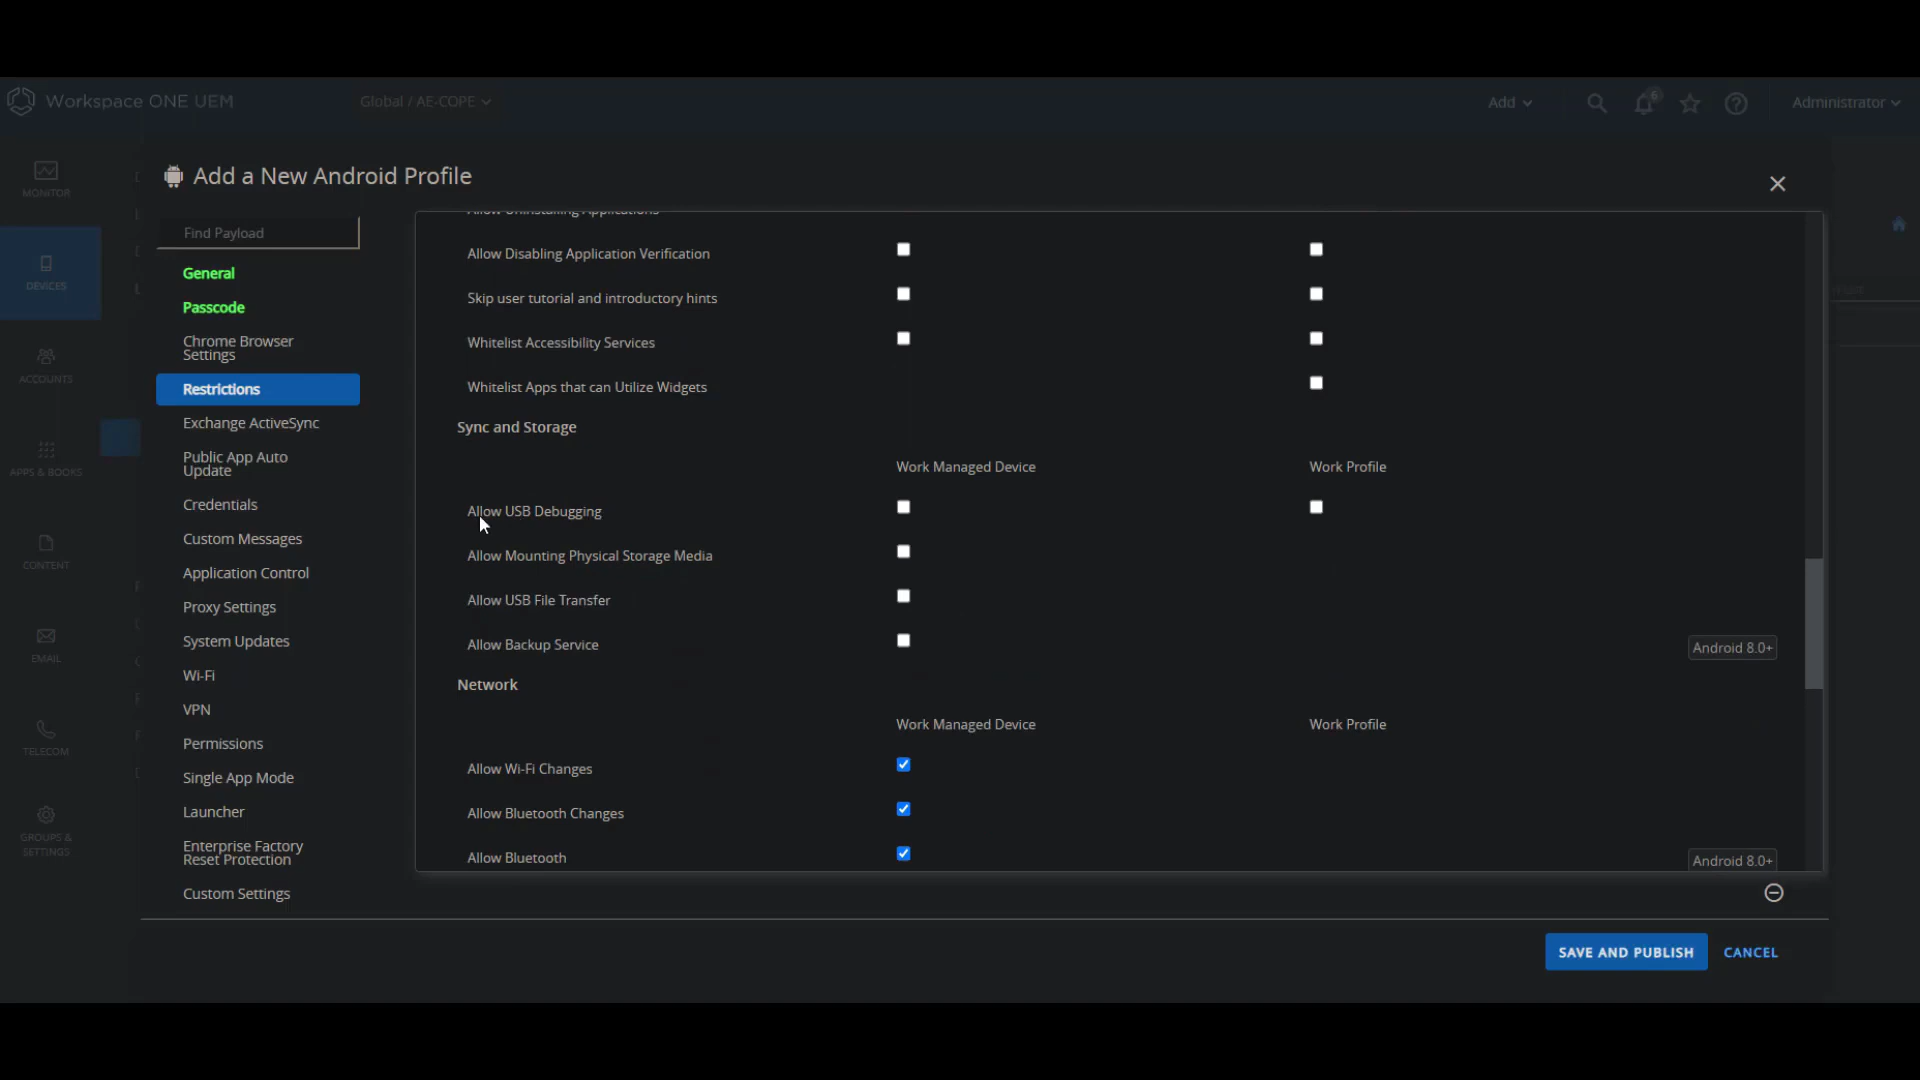 Workspace ONE UEM
Global / AE-COPE
Add
6
Administrator
Add a New Android Profile
MONITOR
DEVICES
ACCOUNTS
APPS & BOOKS
CONTENT
EMAIL
TELECOM
GROUPS &
SETTINGS
Find Payload
General
Passcode
Chrome Browser
Settings
Restrictions
Exchange ActiveSync
Public App Auto
Update
Credentials
Custom Messages
Application Control
Proxy Settings
System Updates
Wi-Fi
VPN
Permissions
Single App Mode
Launcher
Enterprise Factory
Reset Protection
Custom Settings
Allow Uninstalling Applications
Allow Disabling Application Verification
Skip user tutorial and introductory hints
Whitelist Accessibility Services
Whitelist Apps that can Utilize Widgets
Sync and Storage
Work Managed Device Work Profile
Allow USB Debugging
Allow Mounting Physical Storage Media
Allow USB File Transfer
Allow Backup Service Android 8.0+
Network
Work Managed Device Work Profile
Allow Wi-Fi Changes
Allow Bluetooth Changes
Allow Bluetooth Android 8.0+
SAVE AND PUBLISH CANCEL